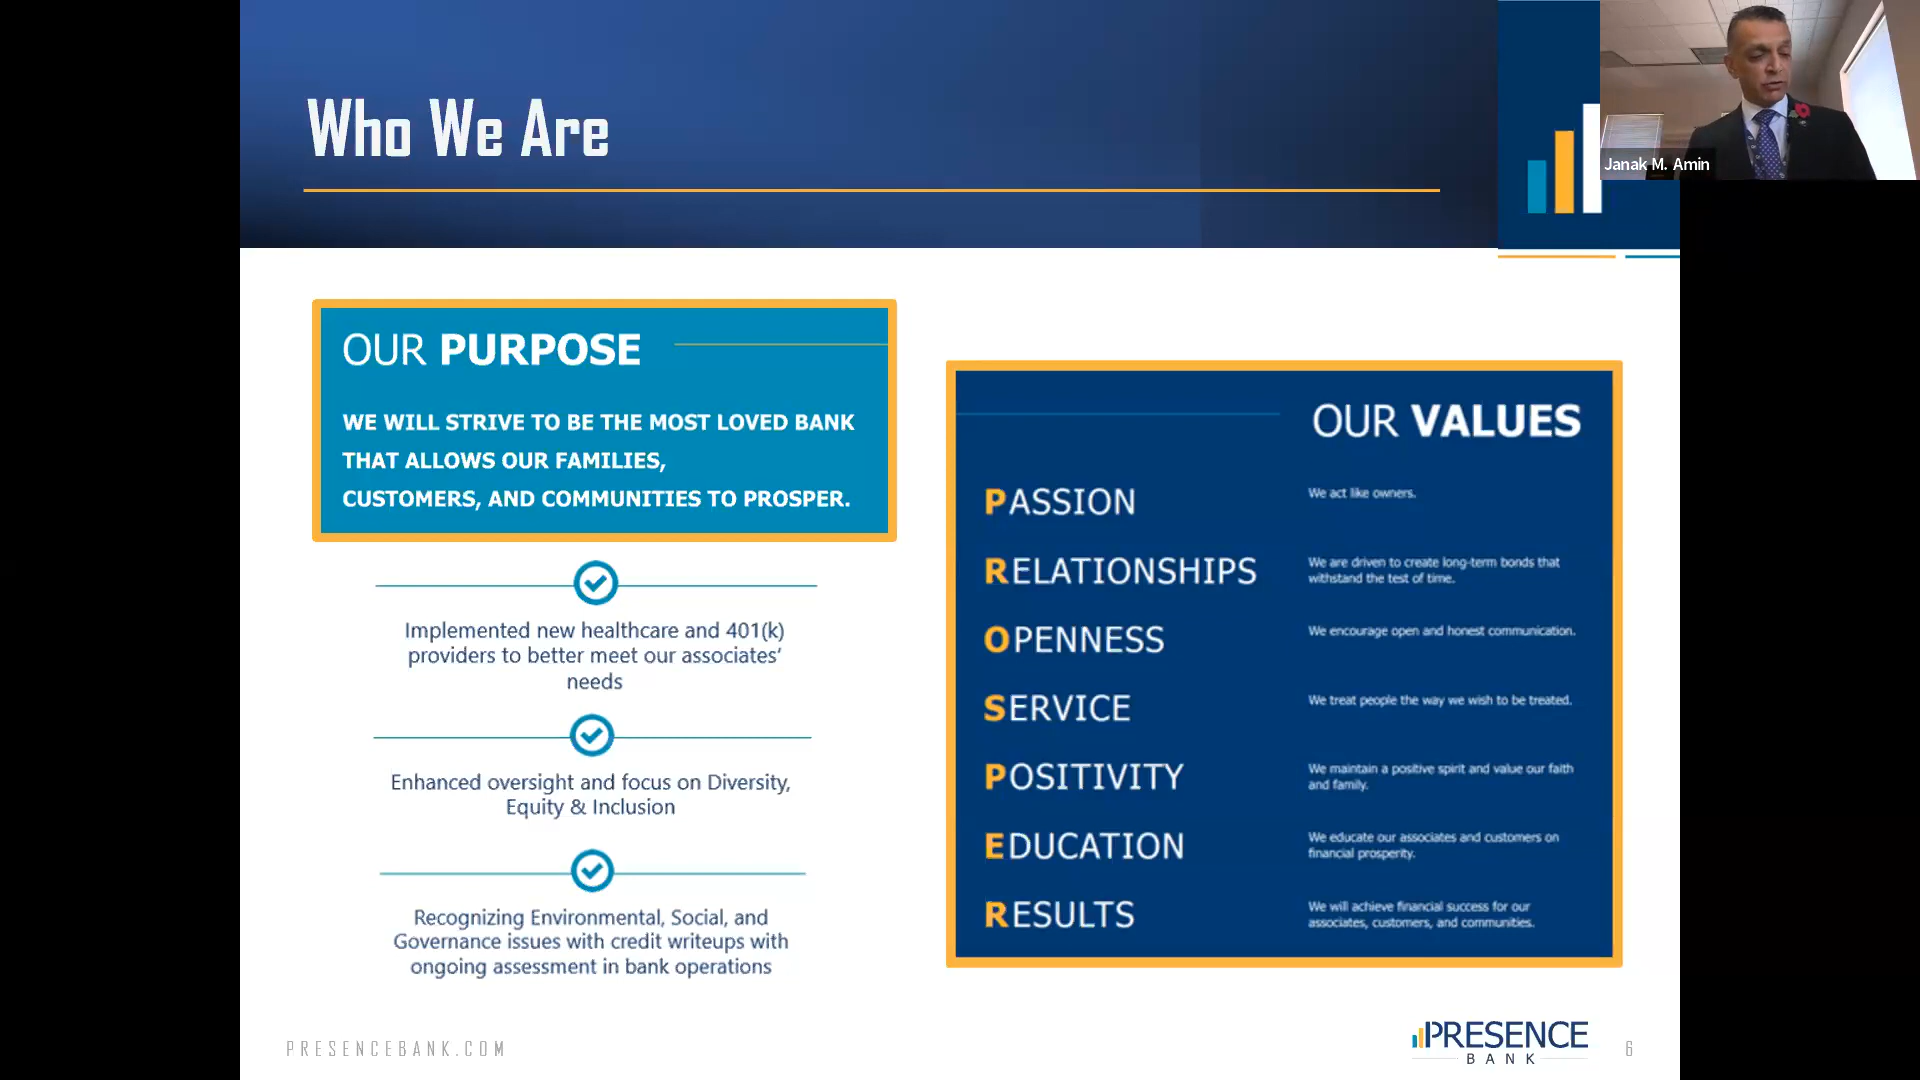 Who We Are
Janak M. Amin
OUR PURPOSE
WE WILL STRIVE TO BE THE MOST LOVED BANK
THAT ALLOWS OUR FAMILIES,
CUSTOMERS, AND COMMUNITIES TO PROSPER.
Implemented new healthcare and 401(k)
providers to better meet our associates’
needs
Enhanced oversight and focus on Diversity,
Equity & Inclusion
Recognizing Environmental, Social, and
Governance issues with credit writeups with
ongoing assessment in bank operations
OUR VALUES
PASSION
We act like owners.
RELATIONSHIPS
We are driven to create long-term bonds that
withstand the test of time.
OPENNESS
We encourage open and honest communication.
SERVICE
We treat people the way we wish to be treated.
POSITIVITY
We maintain a positive spirit and value our faith
and family.
EDUCATION
We educate our associates and customers on
financial prosperity.
RESULTS
We will achieve financial success for our
associates, customers, and communities.
PRESENCEBANK.COM
PRESENCE
BANK
6